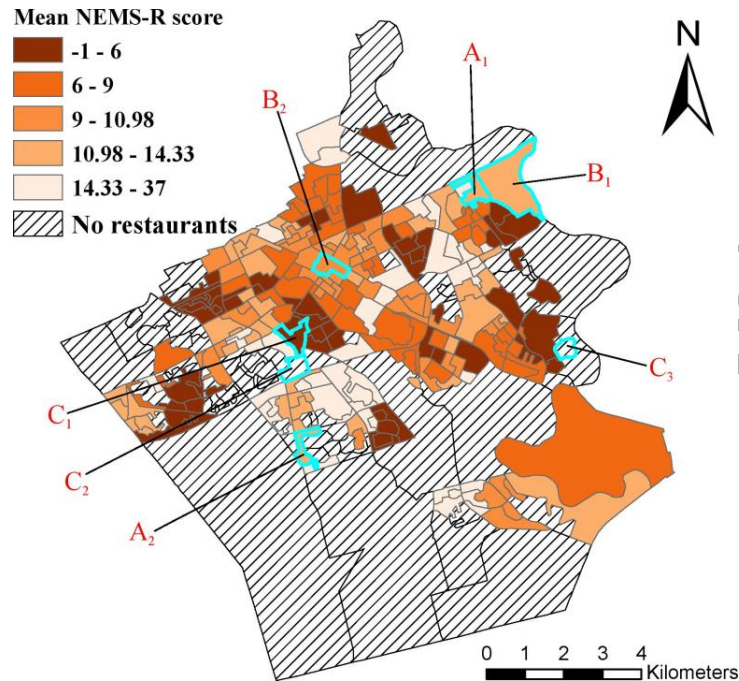 Mean NEMS-R score
-1 - 6
6 - 9
9 - 10.98
10.98 - 14.33
14.33 - 37
No restaurants
N
A₁
B₂
B₁
C₃
C₁
C₂
A₂
0 1 2 3 4
Kilometers